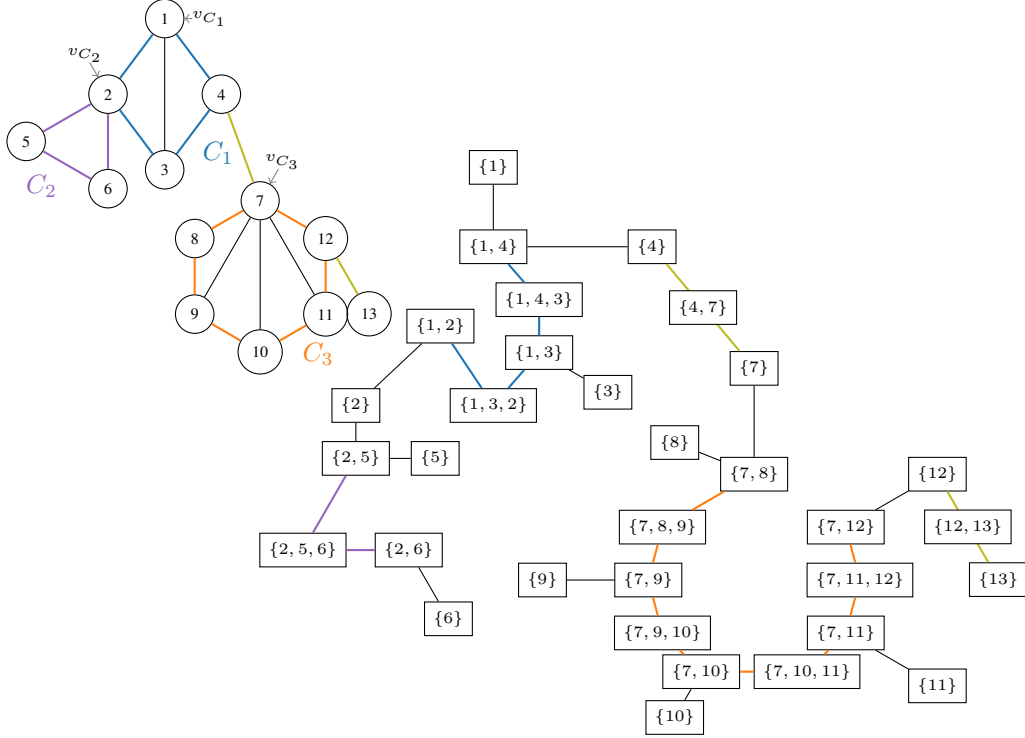 1
v_{C_1}
v_{C_2}
2
4
5
C_1
3
C_2
6
v_{C_3}
7
8
12
9
11
13
10
C_3
{1}
{1, 4}
{4}
{1, 4, 3}
{4, 7}
{1, 2}
{1, 3}
{7}
{2}
{1, 3, 2}
{3}
{8}
{2, 5}
{5}
{7, 8}
{12}
{7, 8, 9}
{7, 12}
{12, 13}
{2, 5, 6}
{2, 6}
{9}
{7, 9}
{7, 11, 12}
{13}
{6}
{7, 9, 10}
{7, 11}
{7, 10}
{7, 10, 11}
{11}
{10}